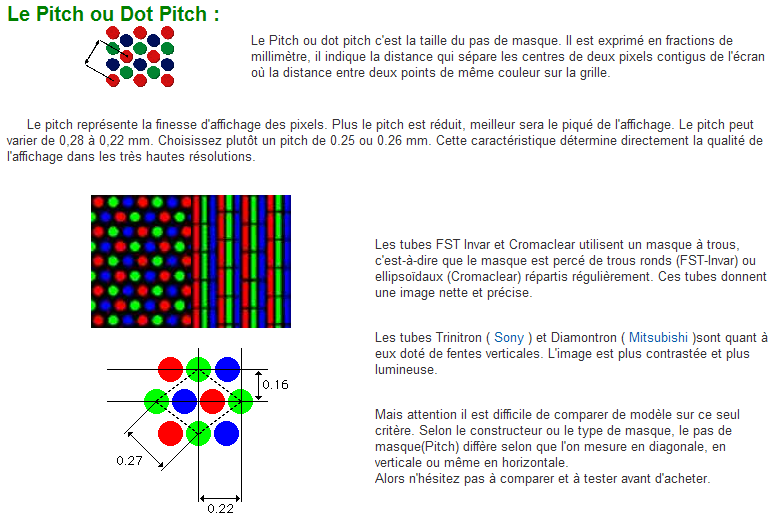 Le Pitch ou Dot Pitch :
Le Pitch ou dot pitch c'est la taille du pas de masque. Il est exprimé en fractions de
millimètre, il indique la distance qui sépare les centres de deux pixels contigus de l'écran
où la distance entre deux points de même couleur sur la grille.
Le pitch représente la finesse d'affichage des pixels. Plus le pitch est réduit, meilleur sera le piqué de l'affichage. Le pitch peut
varier de 0,28 à 0,22 mm. Choisissez plutôt un pitch de 0.25 ou 0.26 mm. Cette caractéristique détermine directement la qualité de
l'affichage dans les très hautes résolutions.
Les tubes FST Invar et Cromaclear utilisent un masque à trous,
c'est-à-dire que le masque est percé de trous ronds (FST-Invar) ou
ellipsoïdaux (Cromaclear) répartis régulièrement. Ces tubes donnent
une image nette et précise.
Les tubes Trinitron ( Sony ) et Diamontron ( Mitsubishi )sont quant à
eux doté de fentes verticales. L'image est plus contrastée et plus
lumineuse.
0.16
0.27
0.22
Mais attention il est difficile de comparer de modèle sur ce seul
critère. Selon le constructeur ou le type de masque, le pas de
masque(Pitch) diffère selon que l'on mesure en diagonale, en
verticale ou même en horizontale.
Alors n'hésitez pas à comparer et à tester avant d'acheter.